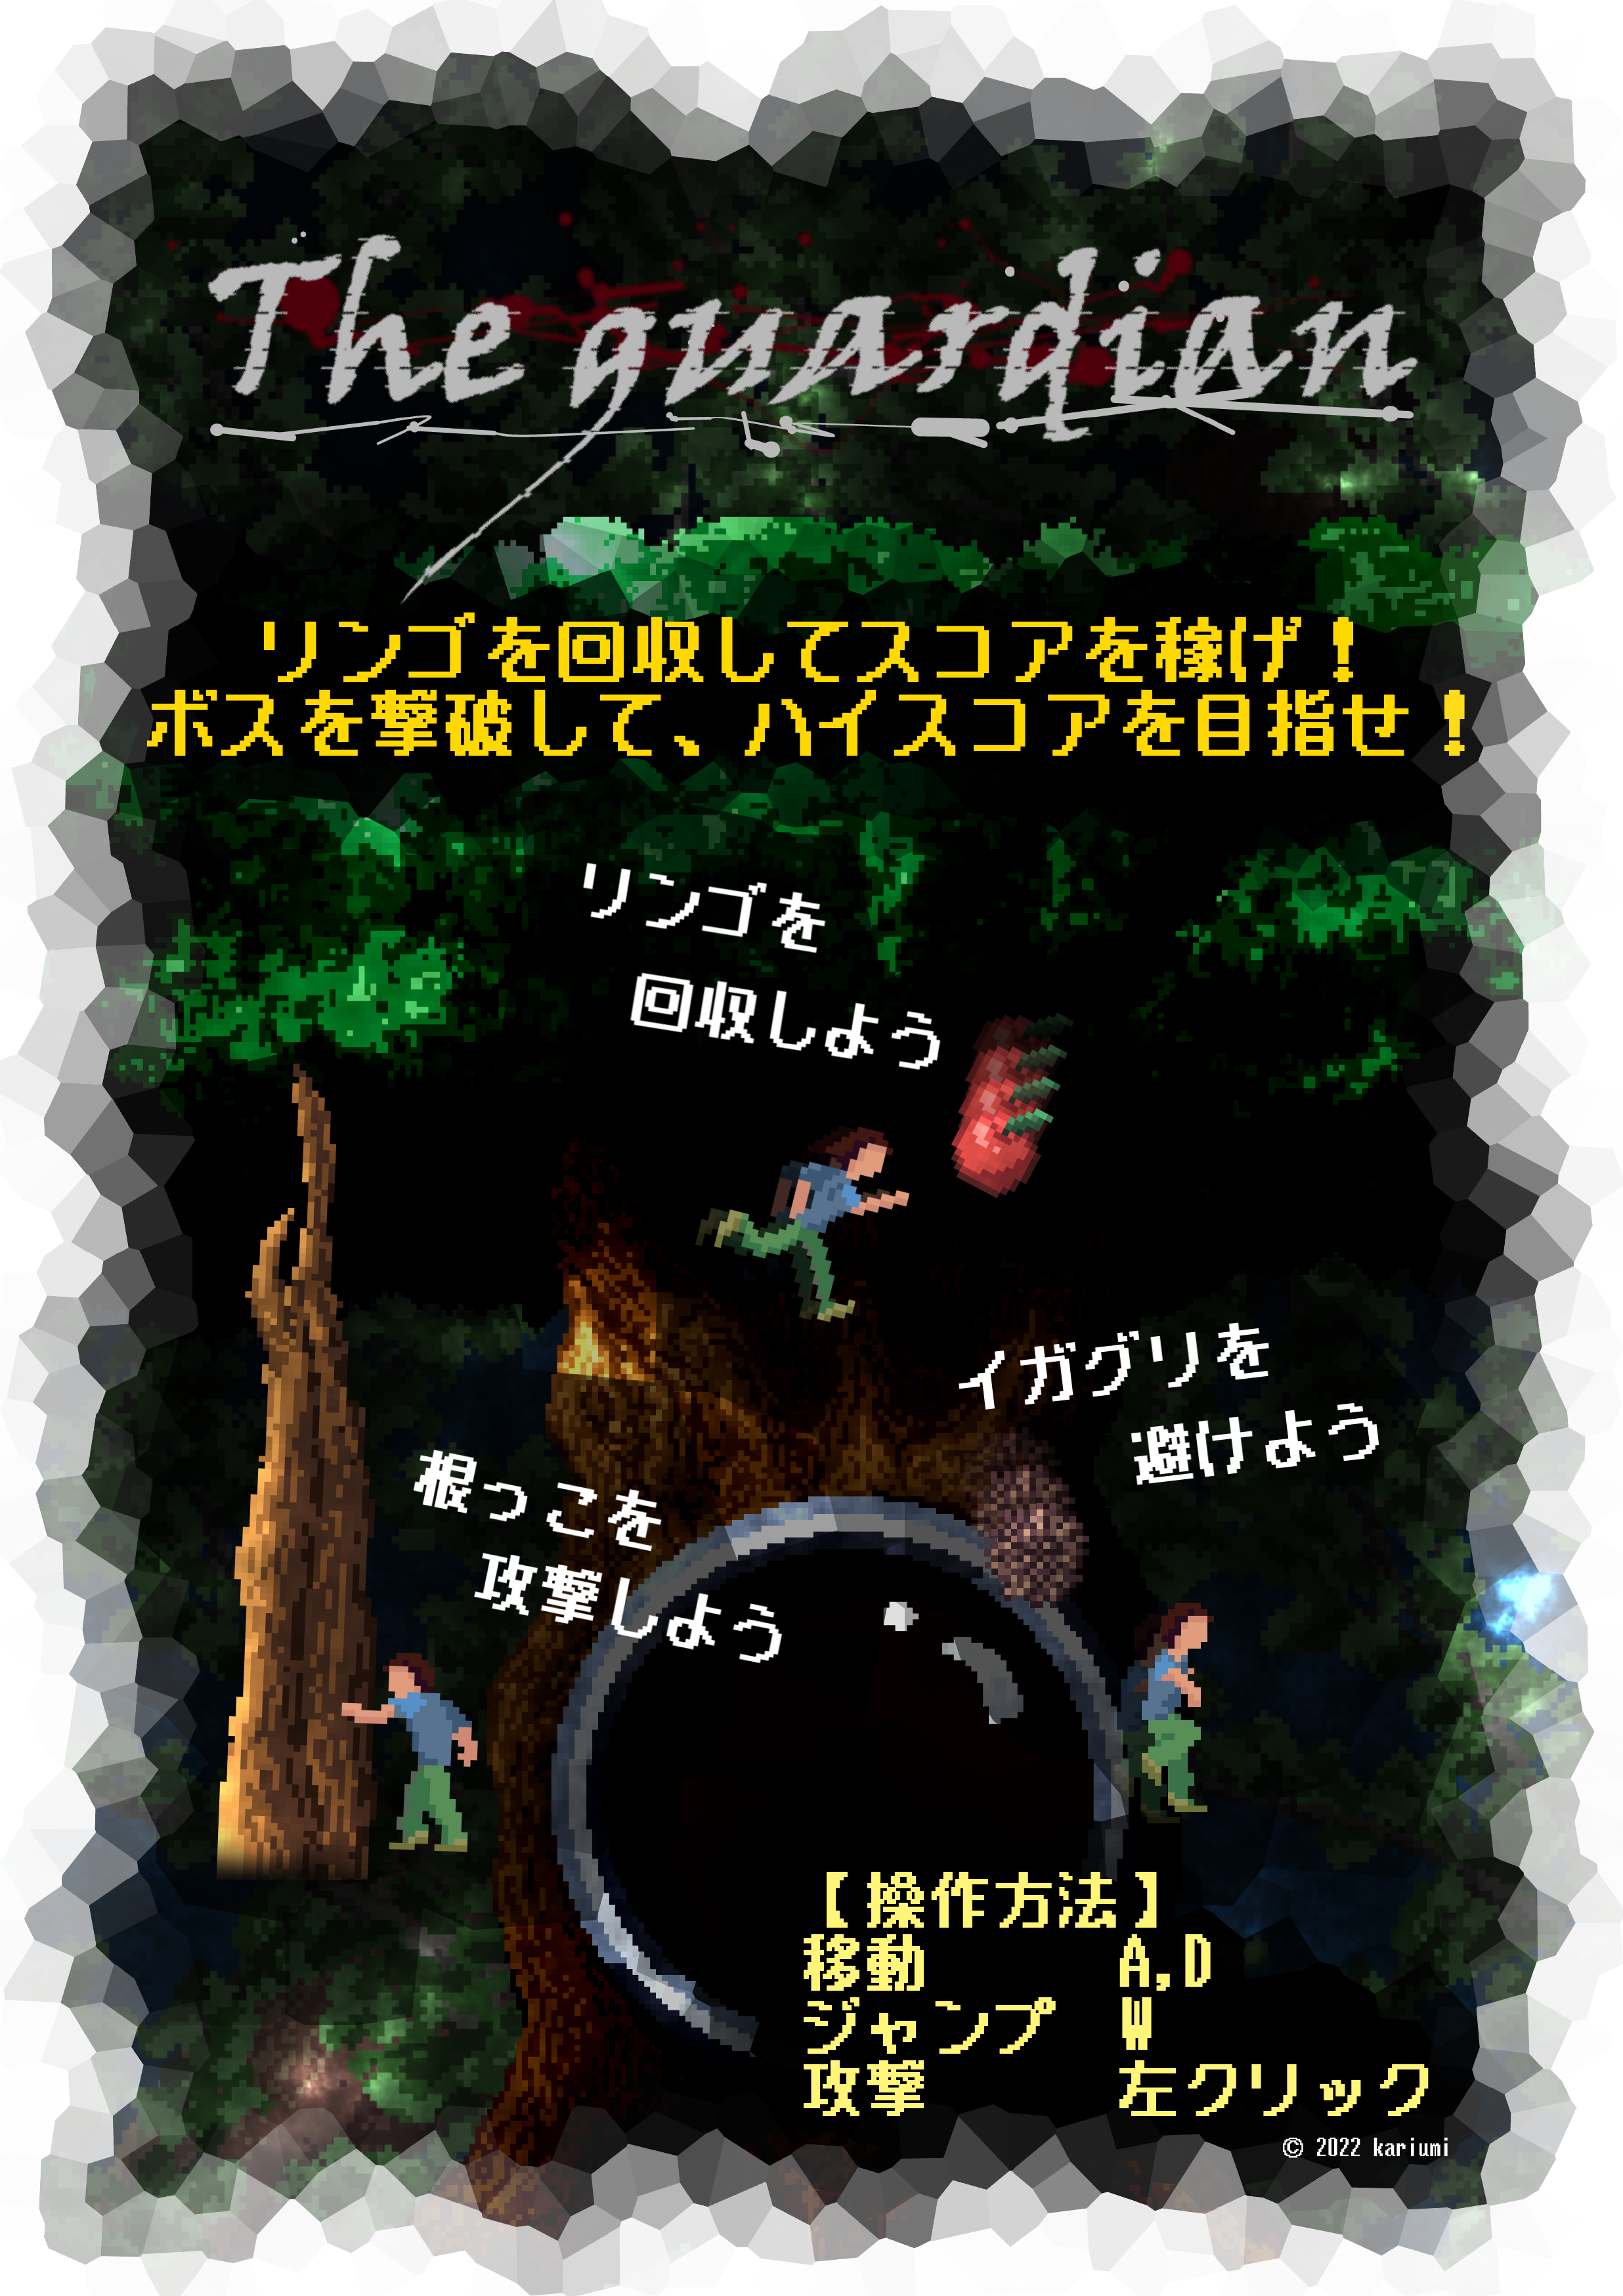 The guardian
リンゴを回収してスコアを稼げ！
ボスを撃破して、ハイスコアを目指せ！
リンゴを
回収しよう
イガグリを
避けよう
根っこを
攻撃しよう
【操作方法】
移動 A,D
ジャンプ W
攻撃 左クリック
© 2022 kariumi